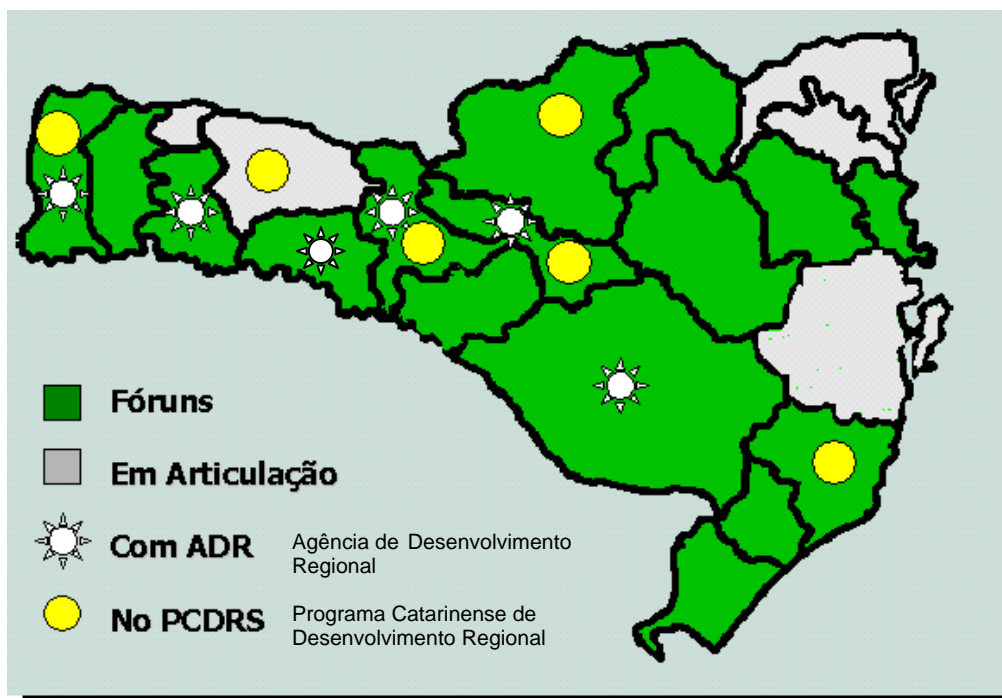 Fóruns
Em Articulação
Com ADR
Agência de Desenvolvimento
Regional
No PCDRS
Programa Catarinense de
Desenvolvimento Regional